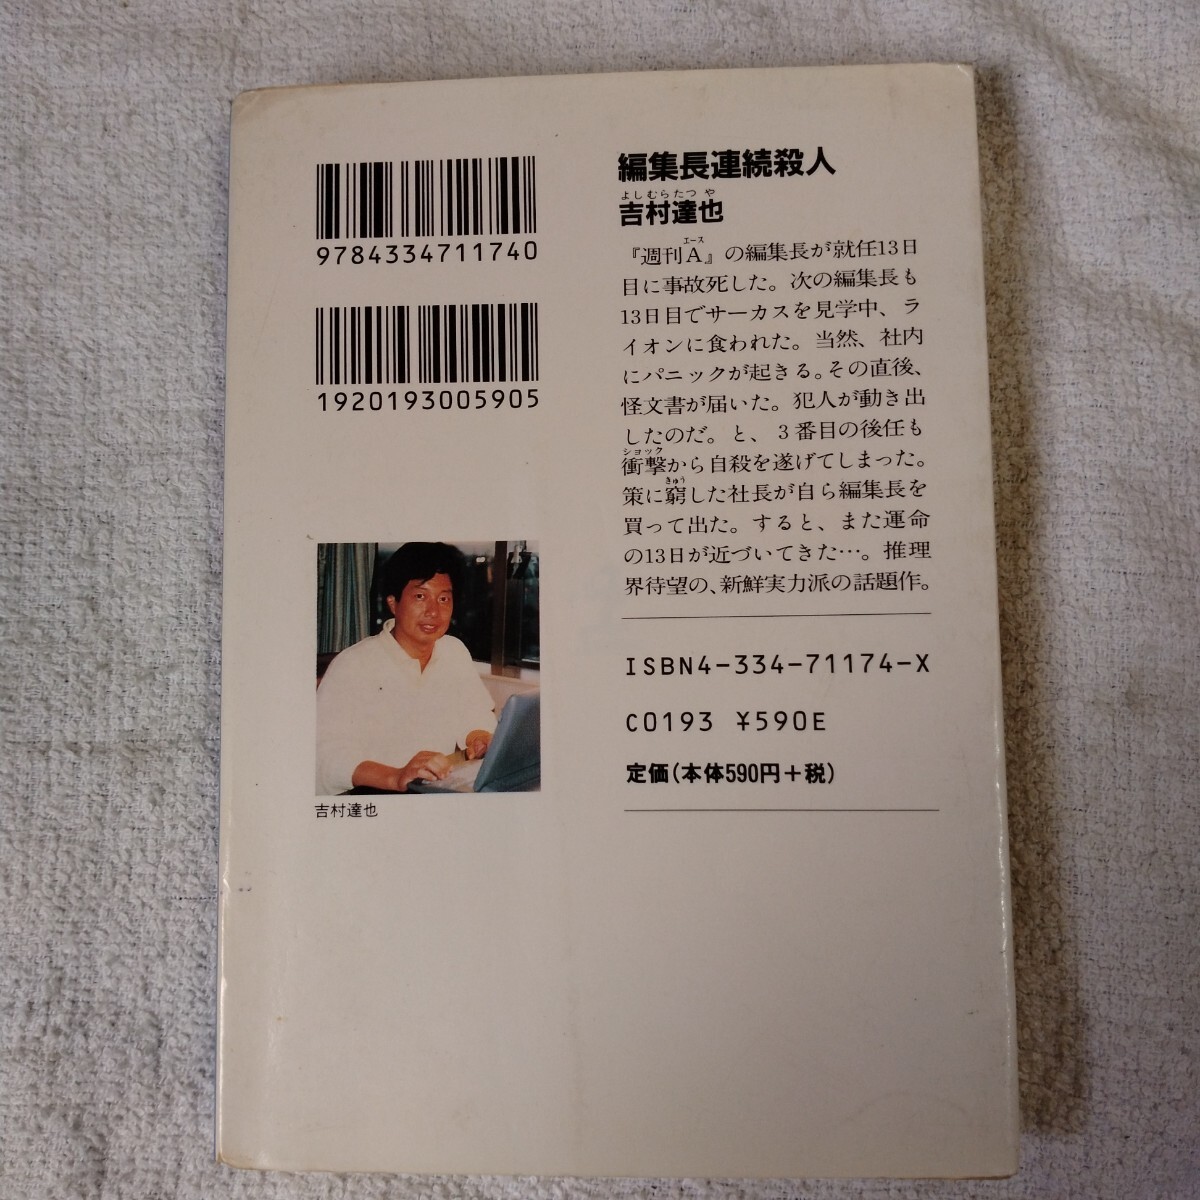 9784334711740
1920193005905
編集長連続殺人
よしむらたつ や
吉村達也
エース
『週刊A』の編集長が就任13日
目に事故死した。次の編集長も
13日目でサーカスを見学中、ラ
イオンに食われた。当然、社内
にパニックが起きる。その直後、
怪文書が届いた。犯人が動き出
したのだ。と、3番目の後任も
ショック
衝撃から自殺を遂げてしまった。
きゅう
策に窮した社長が自ら編集長を
買って出た。すると、また運命
の13日が近づいてきた…。推理
界待望の、新鮮実力派の話題作。
ISBN4-334-71174-X
C0193 ¥590E
定価(本体590円+税)
吉村達也